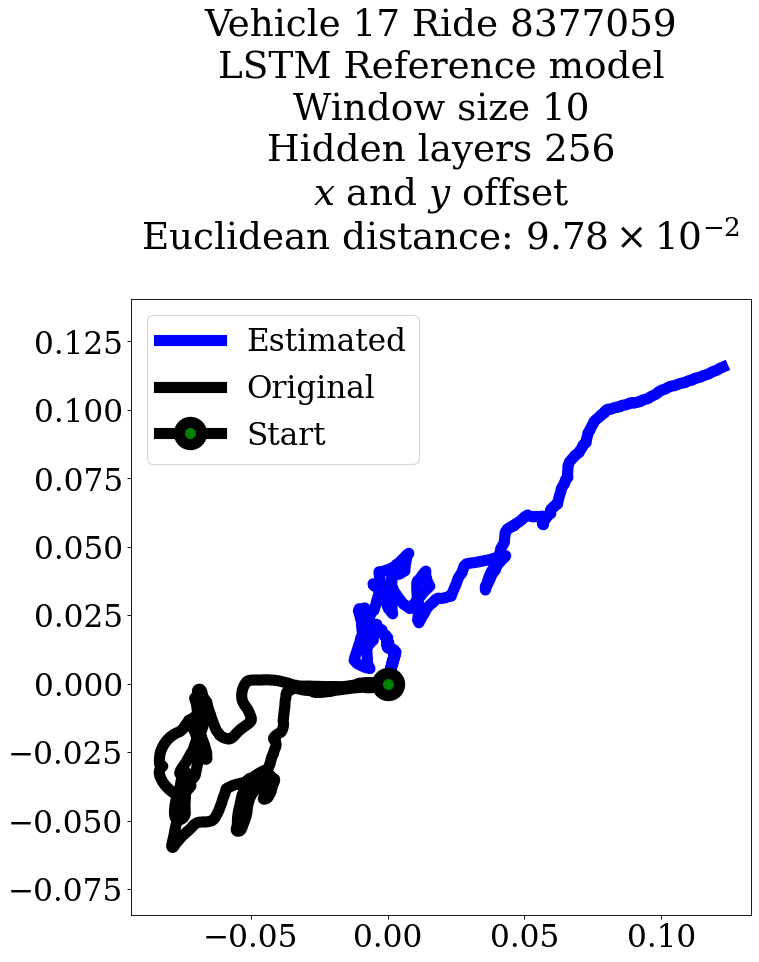 Vehicle 17 Ride 8377059
LSTM Reference model
Window size 10
Hidden layers 256
x and y offset
Euclidean distance: 9.78 × 10⁻²
Estimated
Original
Start
0.125
0.100
0.075
0.050
0.025
0.000
−0.025
−0.050
−0.075
−0.05 0.00 0.05 0.10